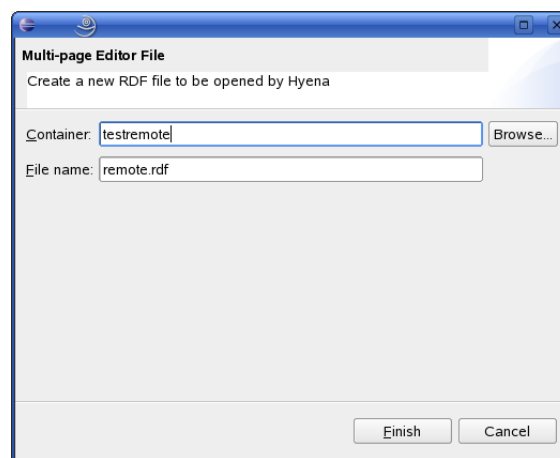 Multi-page Editor File
Create a new RDF file to be opened by Hyena
Container: testremote Browse...
File name: remote.rdf
Finish Cancel